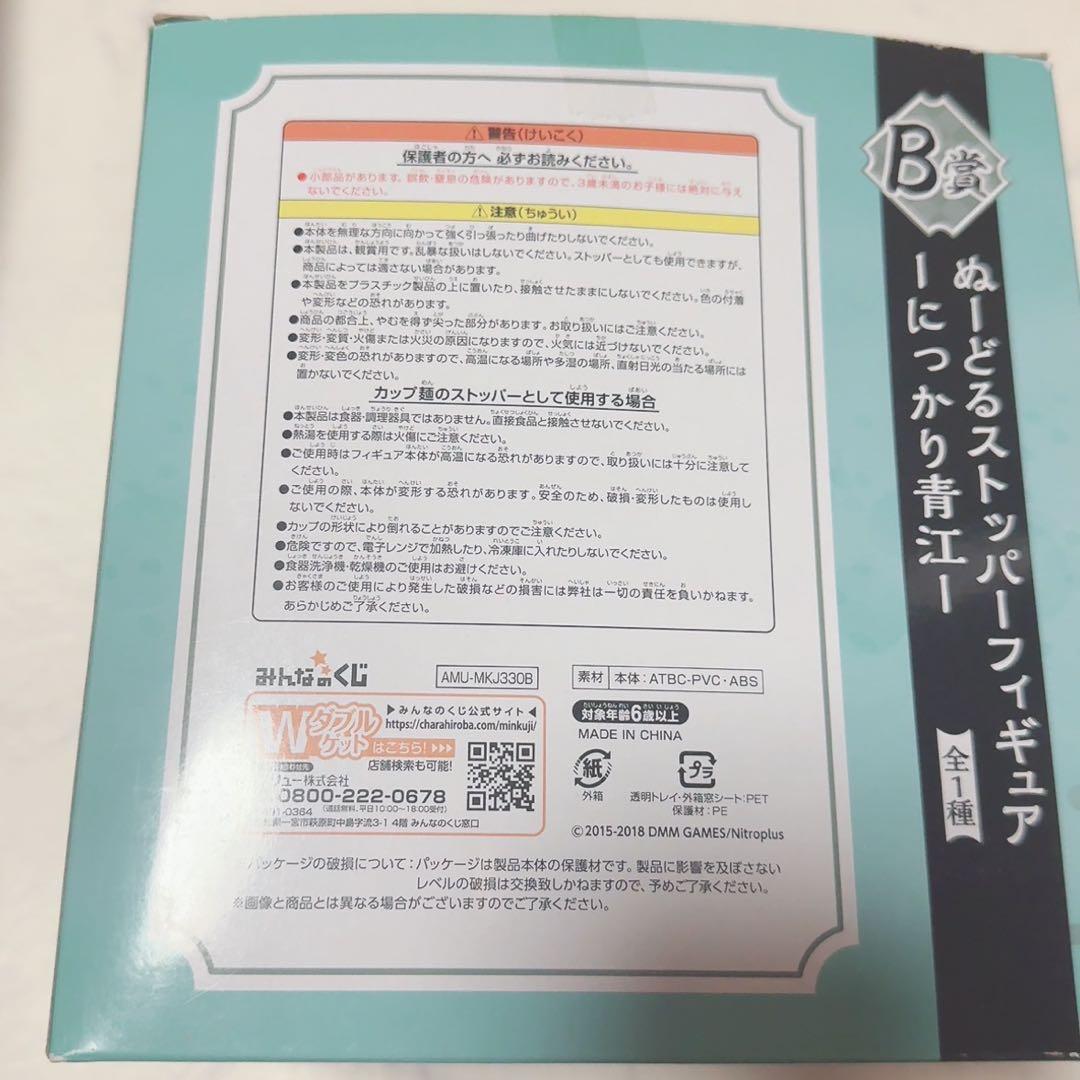 B賞
ぬーどるストッパーフィギュア
ーにっかり青江ー
全1種
⚠警告(けいこく)
保護者の方へ 必ずお読みください。
●小部品があります。誤飲・窒息の危険がありますので、3歳未満のお子様には絶対に与え
ないでください。
⚠注意(ちゅうい)
●本体を無理な方向に向かって強く引っ張ったり曲げたりしないでください。
●本製品は、観賞用です。乱暴な扱いはしないでください。ストッパーとしても使用できますが、
商品によっては適さない場合があります。
●本製品をプラスチック製品の上に置いたり、接触させたままにしないでください。色の付着
や変形などの恐れがあります。
●商品の都合上、やむを得ず尖った部分があります。お取り扱いにはご注意ください。
●変形・変質・火傷または火災の原因になりますので、火気には近づけないでください。
●変形・変色の恐れがありますので、高温になる場所や多湿の場所、直射日光の当たる場所には
置かないでください。
カップ麺のストッパーとして使用する場合
●本製品は食器・調理器具ではありません。直接食品と接触させないでください。
●熱湯を使用する際は火傷にご注意ください。
●ご使用時はフィギュア本体が高温になる恐れがありますので、取り扱いには十分に注意して
ください。
●ご使用の際、本体が変形する恐れがあります。安全のため、破損・変形したものは使用し
ないでください。
●カップの形状により倒れることがありますのでご注意ください。
●危険ですので、電子レンジで加熱したり、冷凍庫に入れたりしないでください。
●食器洗浄機・乾燥機のご使用はお避けください。
●お客様のご使用により発生した破損などの損害には弊社は一切の責任を負いかねます。
あらかじめご了承ください。
みんなのくじ
AMU-MKJ330B
素材 本体:ATBC-PVC・ABS
▶みんなのくじ公式サイト◀
https://charahiroba.com/minkuji/
Wダブルゲットはこちら!▶▶▶
店舗検索も可能!
リュー株式会社
0800-222-0678
(通話無料、平日10:00~18:00受付)
91-0364
県一宮市萩原町中島字流3-1 4階 みんなのくじ窓口
対象年齢6歳以上
MADE IN CHINA
紙
外箱
プラ
透明トレイ・外箱窓シート:PET
保護材:PE
©2015-2018 DMM GAMES/Nitroplus
※パッケージの破損について:パッケージは製品本体の保護材です。製品に影響を及ぼさない
レベルの破損は交換致しかねますので、予めご了承ください。
※画像と商品とは異なる場合がございますのでご了承ください。